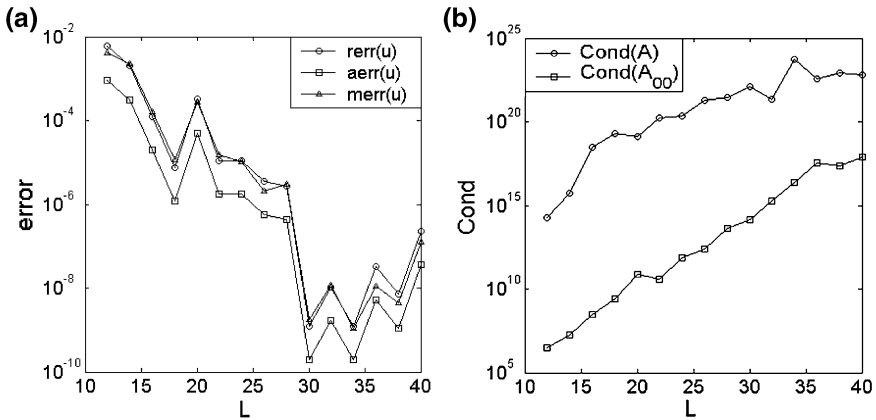 (a)
10^-2
10^-4
10^-6
10^-8
10^-10
error
rerr(u)
aerr(u)
merr(u)
10 15 20 25 30 35 40
L
(b)
10^25
10^20
10^15
10^10
10^5
Cond
Cond(A)
Cond(A_00)
10 15 20 25 30 35 40
L